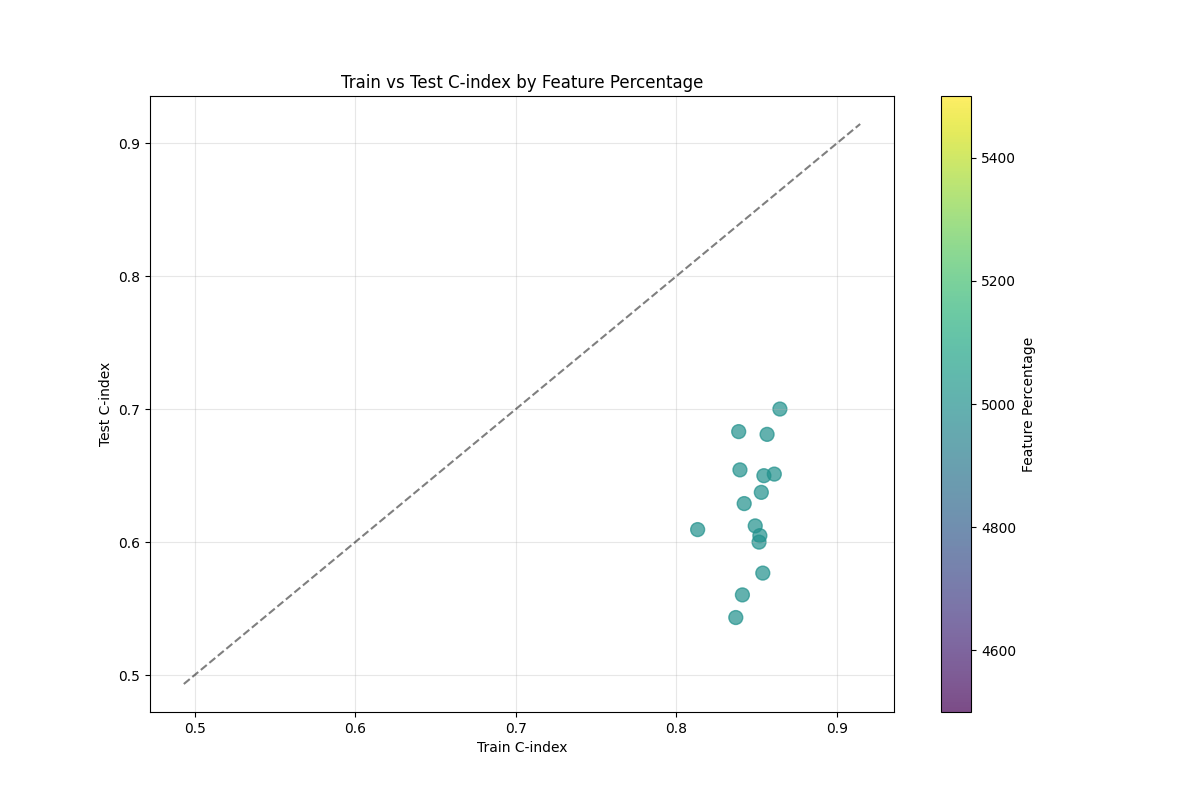 Train vs Test C-index by Feature Percentage
0.9
0.8
0.7
0.6
0.5
Test C-index
0.5 0.6 0.7 0.8 0.9
Train C-index
5400
5200
5000
4800
4600
Feature Percentage